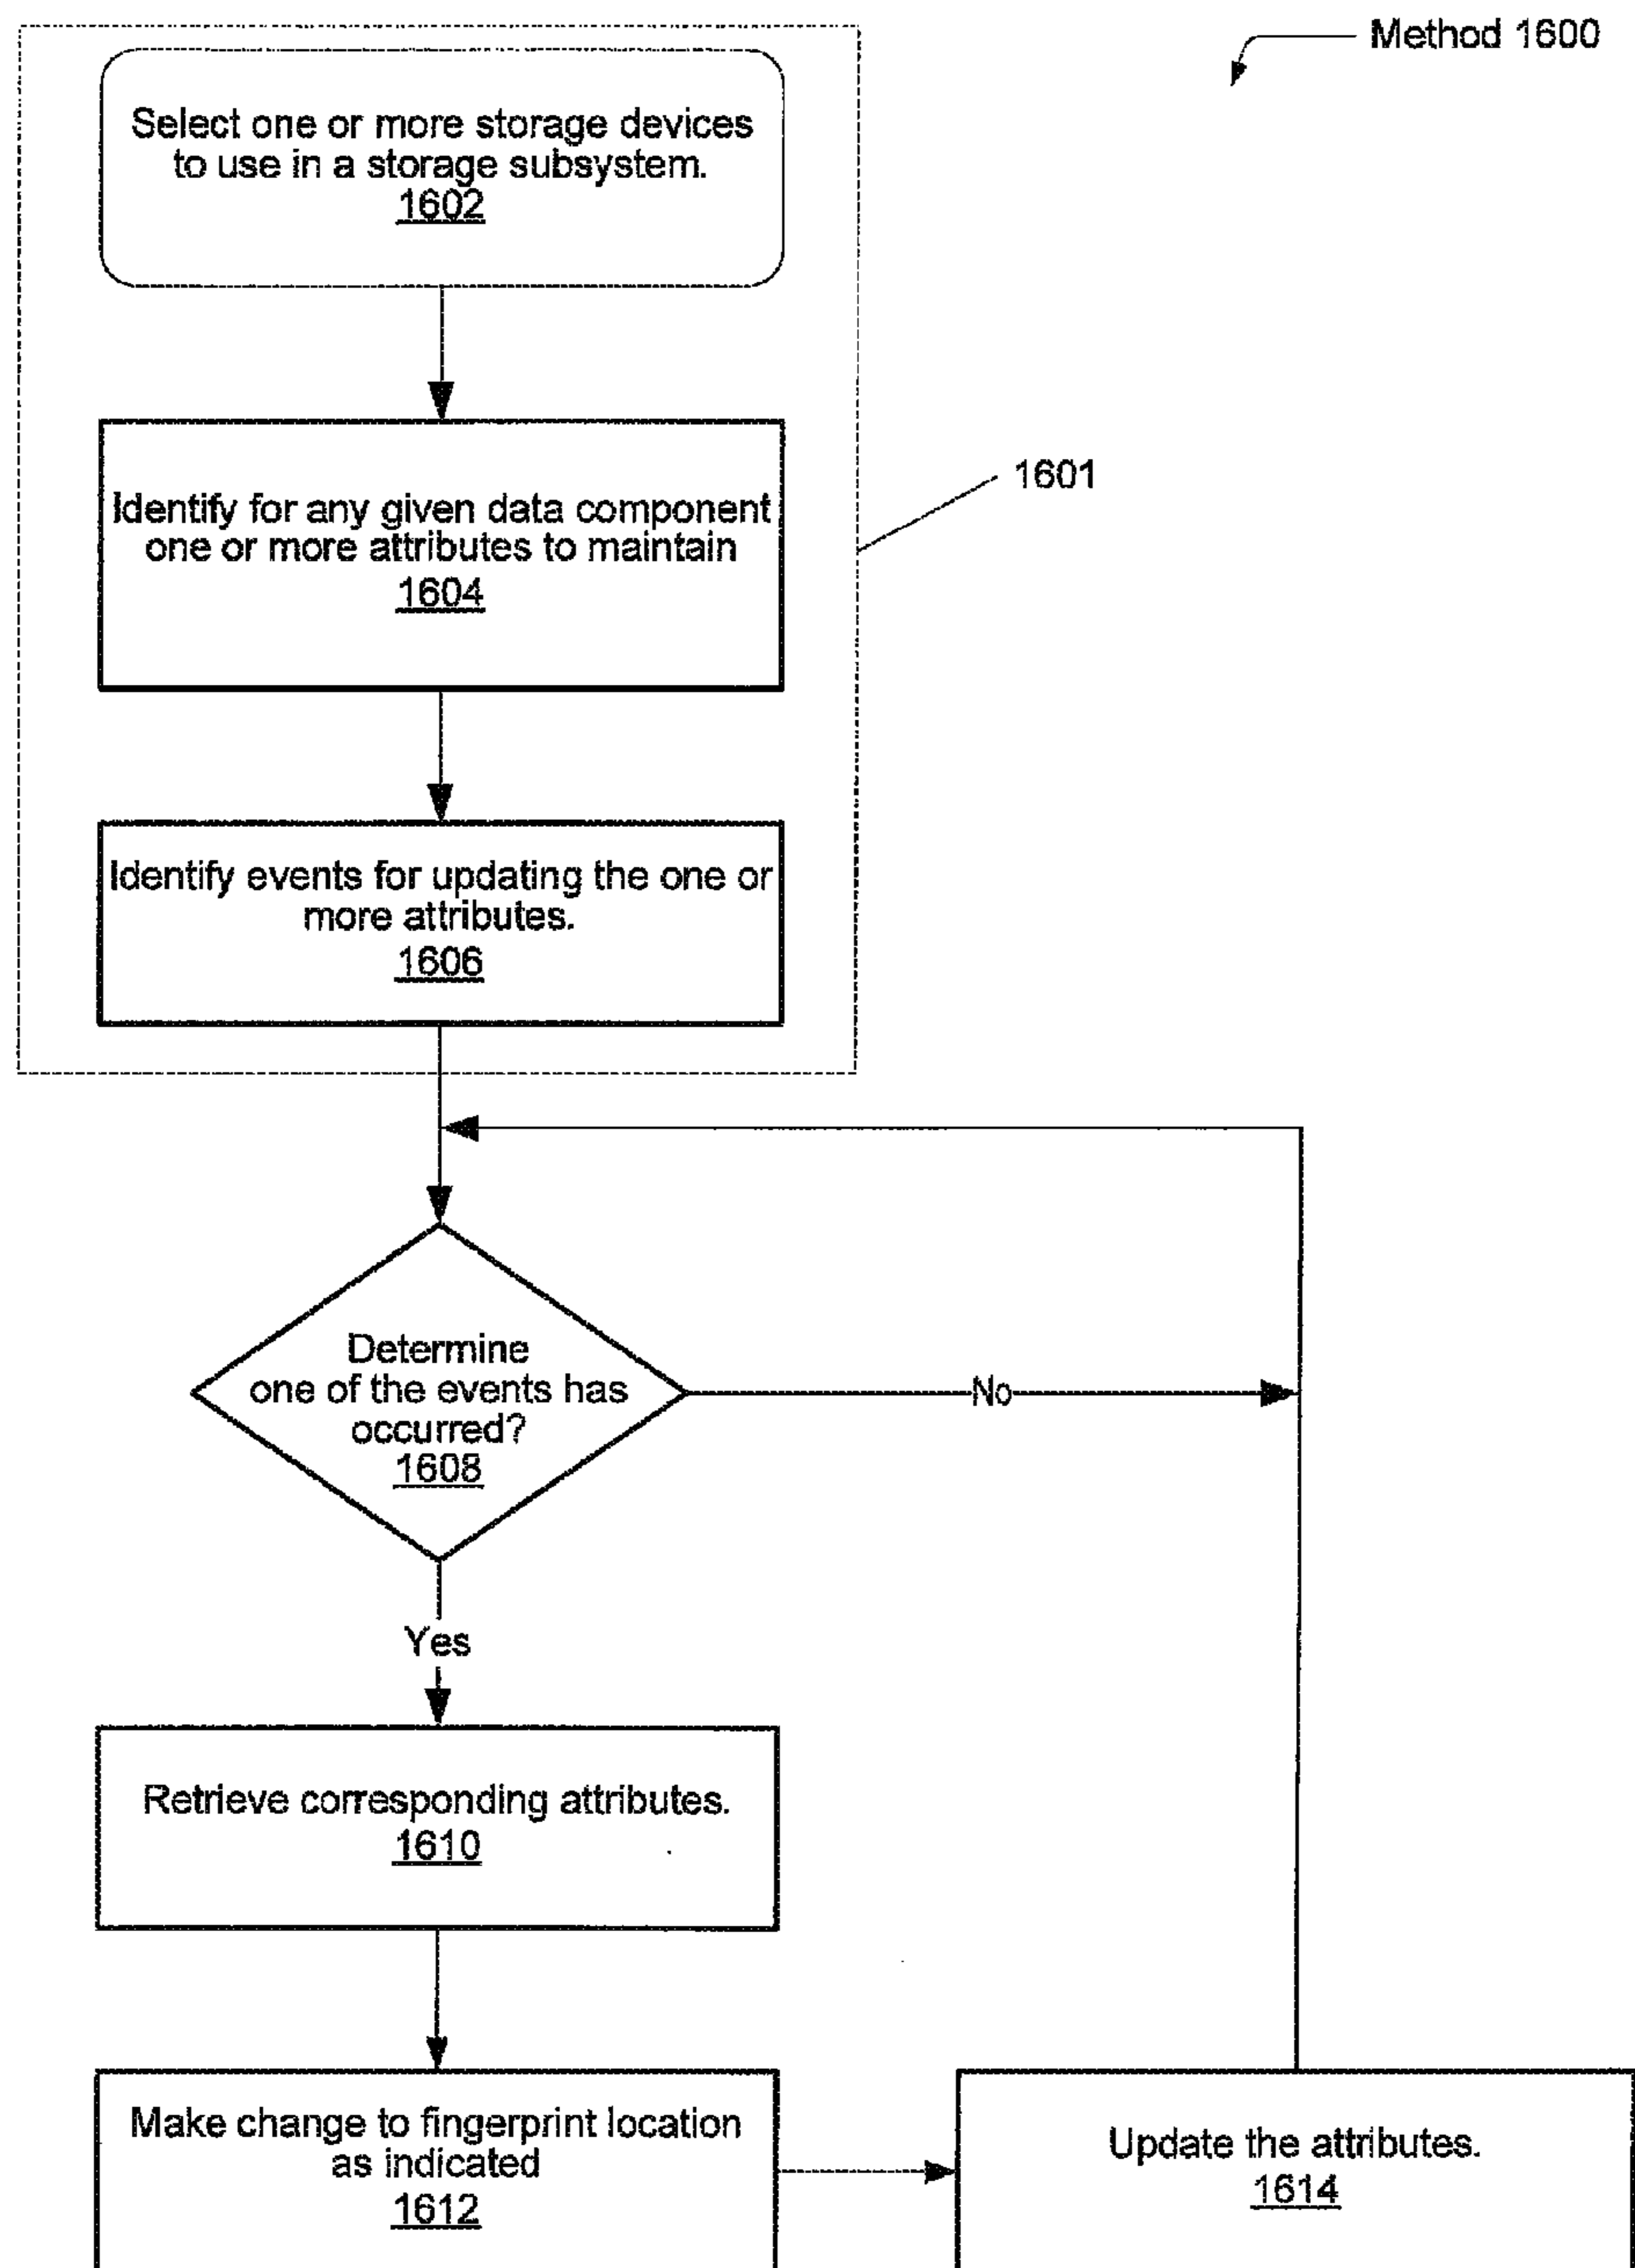 Method 1600
Select one or more storage devices
to use in a storage subsystem.
1602
Identify for any given data component
one or more attributes to maintain
1604
1601
Identify events for updating the one or
more attributes.
1606
Determine
one of the events has
occurred?
1608
No
Yes
Retrieve corresponding attributes.
1610
Make change to fingerprint location
as indicated
1612
Update the attributes.
1614